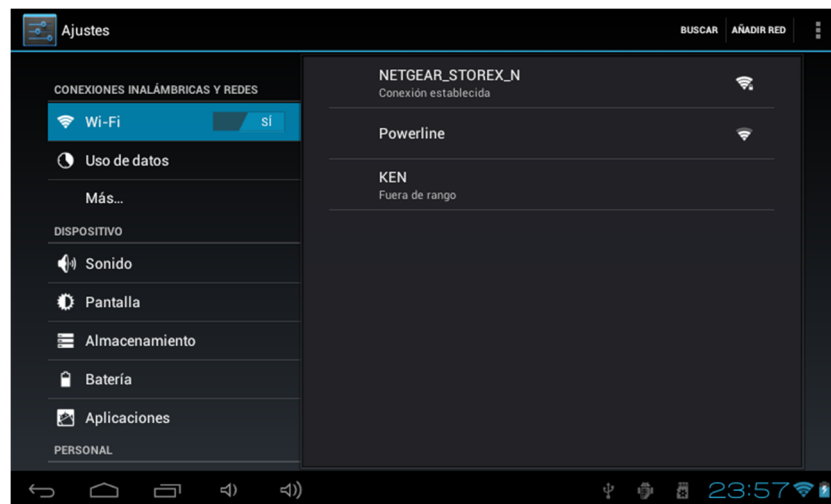 Ajustes
BUSCAR
AÑADIR RED
CONEXIONES INALÁMBRICAS Y REDES
Wi-Fi
SÍ
Uso de datos
Más...
DISPOSITIVO
Sonido
Pantalla
Almacenamiento
Batería
Aplicaciones
PERSONAL
NETGEAR_STOREX_N
Conexión establecida
Powerline
KEN
Fuera de rango
23:57